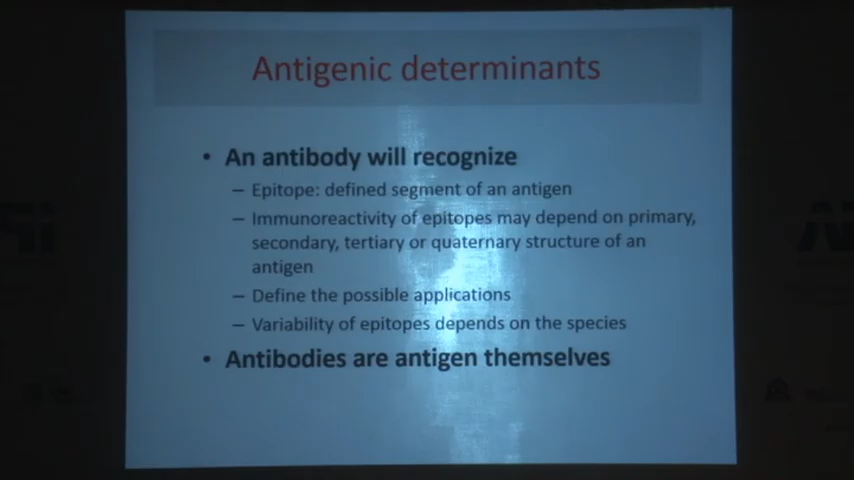 Antigenic determinants
• An antibody will recognize
– Epitope: defined segment of an antigen
– Immunoreactivity of epitopes may depend on primary,
secondary, tertiary or quaternary structure of an
antigen
– Define the possible applications
– Variability of epitopes depends on the species
• Antibodies are antigen themselves